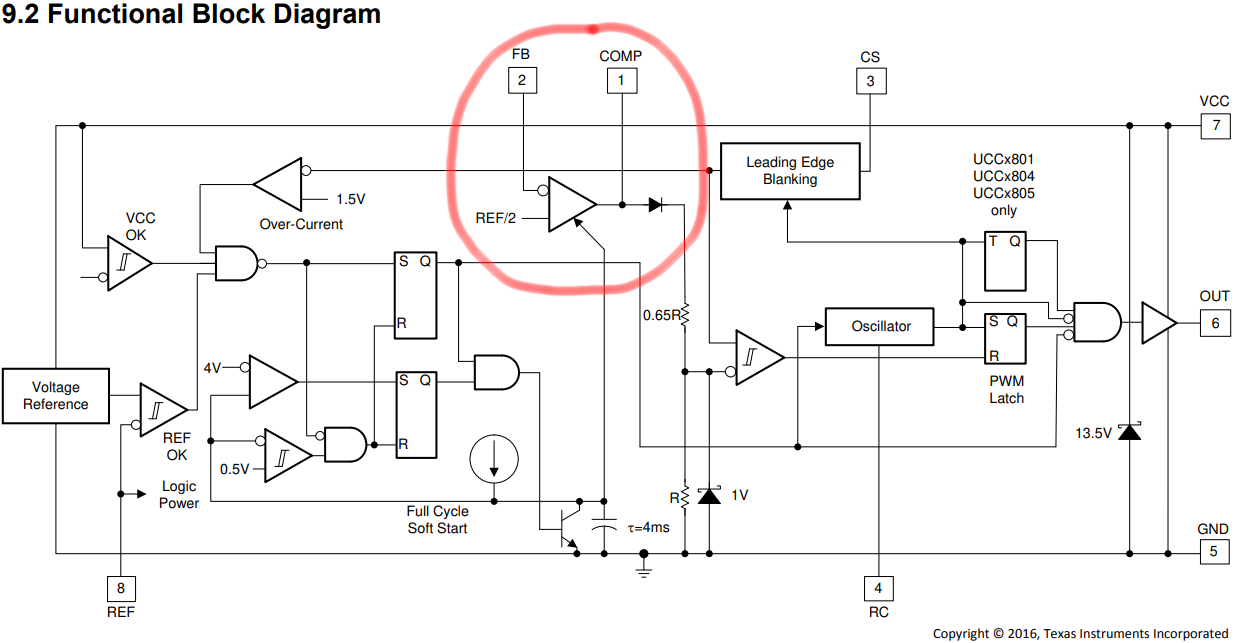 9.2 Functional Block Diagram
FB
COMP
CS
2
1
3
VCC
7
Leading Edge
Blanking
UCCx801
UCCx804
UCCx805
only
1.5V
Over-Current
REF/2
VCC
OK
T Q
S Q
R
0.65R
Oscillator
S Q
R
PWM
Latch
OUT
6
4V
S Q
R
Voltage
Reference
REF
OK
0.5V
13.5V
Logic
Power
Full Cycle
Soft Start
R
1V
τ=4ms
GND
5
8
REF
4
RC
Copyright © 2016, Texas Instruments Incorporated